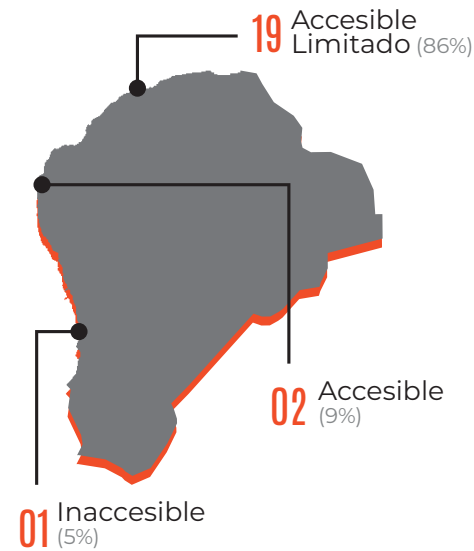 19 Accesible
Limitado (86%)
02 Accesible
(9%)
01 Inaccesible
(5%)